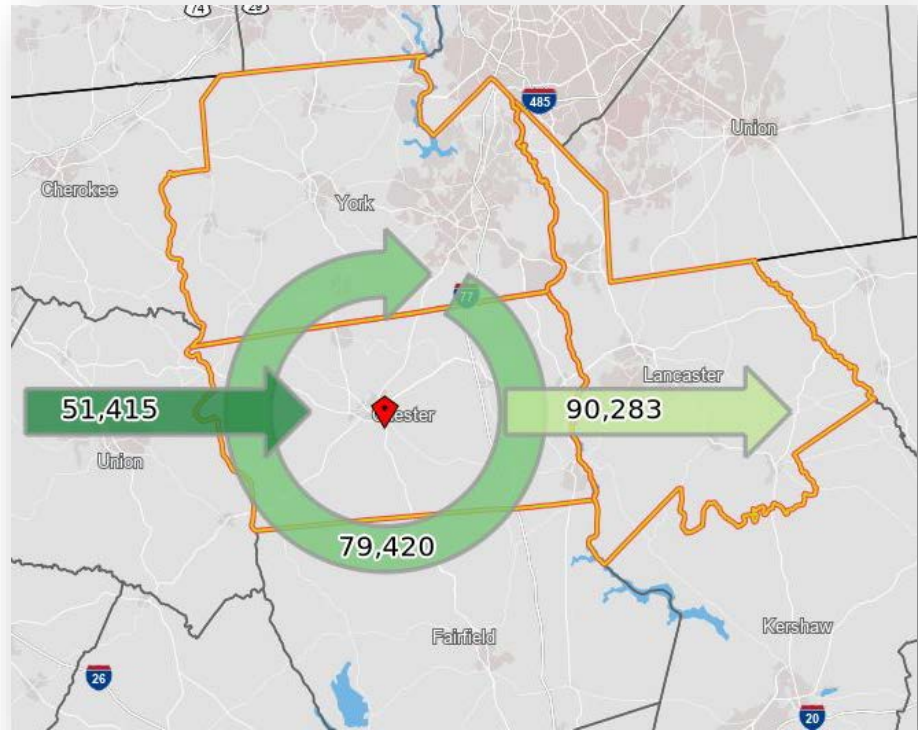 74
29
485
Union
Cherokee
York
77
Lancaster
51,415
90,283
Chester
Union
79,420
Fairfield
Kershaw
26
20